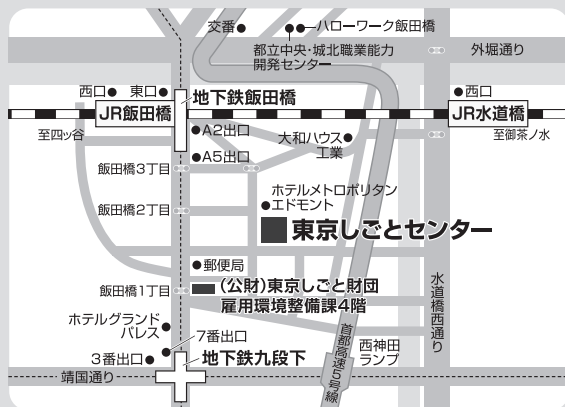 交番
ハローワーク飯田橋
都立中央・城北職業能力
開発センター
外堀通り
西口
東口
地下鉄飯田橋
西口
JR飯田橋
JR水道橋
至四ッ谷
A2出口
大和ハウス
工業
至御茶ノ水
A5出口
飯田橋3丁目
ホテルメトロポリタン
エドモント
飯田橋2丁目
東京しごとセンター
郵便局
(公財)東京しごと財団
雇用環境整備課4階
飯田橋1丁目
水道橋西通り
ホテルグランド
パレス
7番出口
首都高速5号線
西神田
ランプ
3番出口
地下鉄九段下
靖国通り